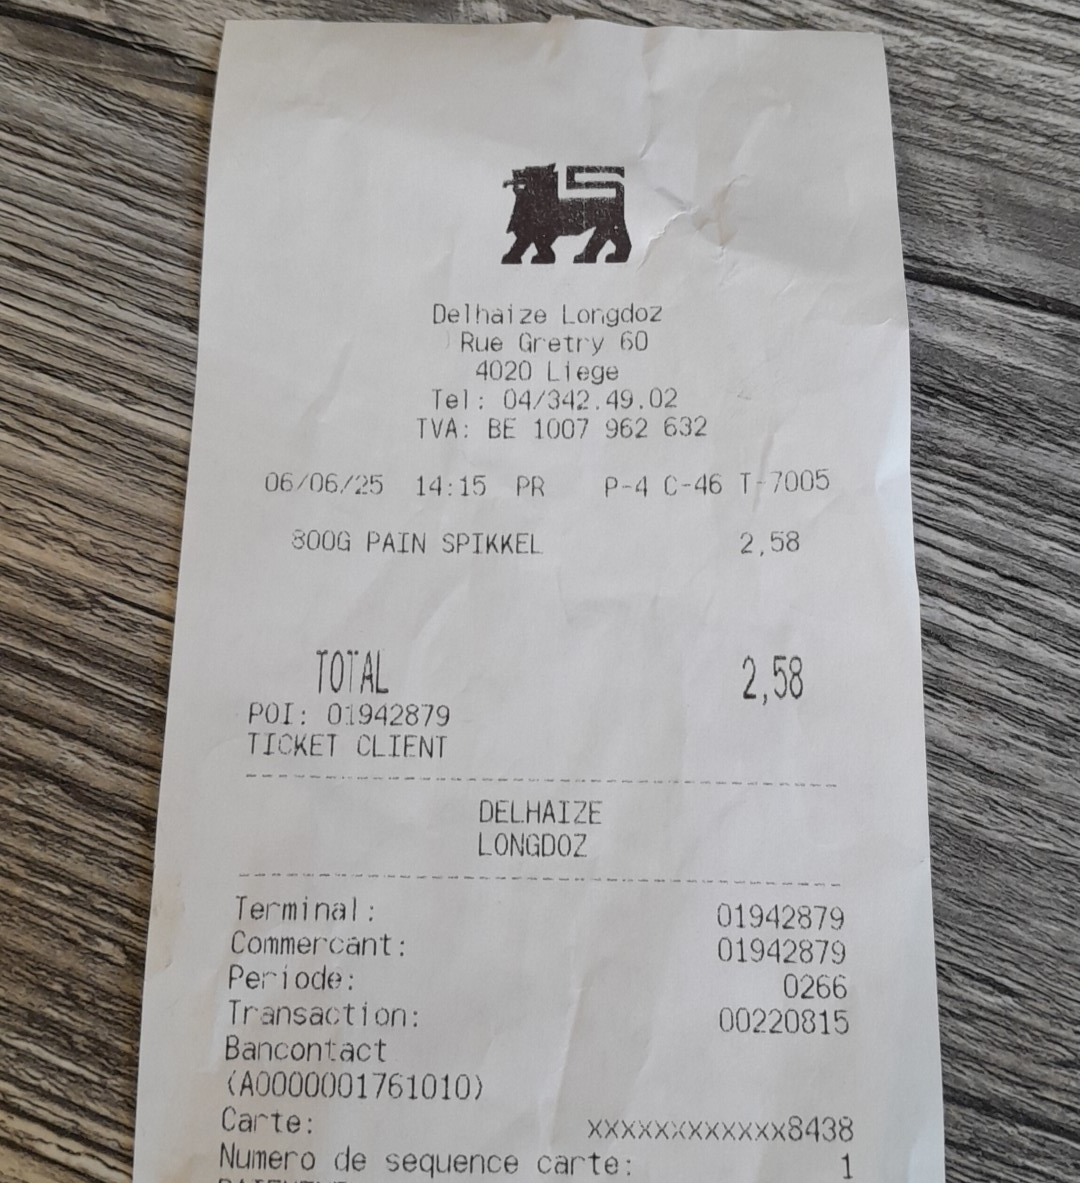 Delhaize Longdoz
Rue Gretry 60
4020 Liege
Tel: 04/342.49.02
TVA: BE 1007 962 632
06/06/25 14:15 PR P-4 C-46 T-7005
800G PAIN SPIKKEL 2,58
TOTAL 2,58
POI: 01942879
TICKET CLIENT
DELHAIZE
LONGDOZ
Terminal: 01942879
Commercant: 01942879
Periode: 0266
Transaction: 00220815
Bancontact
(A0000001761010)
Carte: xxxxxxxxxxxxx8438
Numero de sequence carte: 1